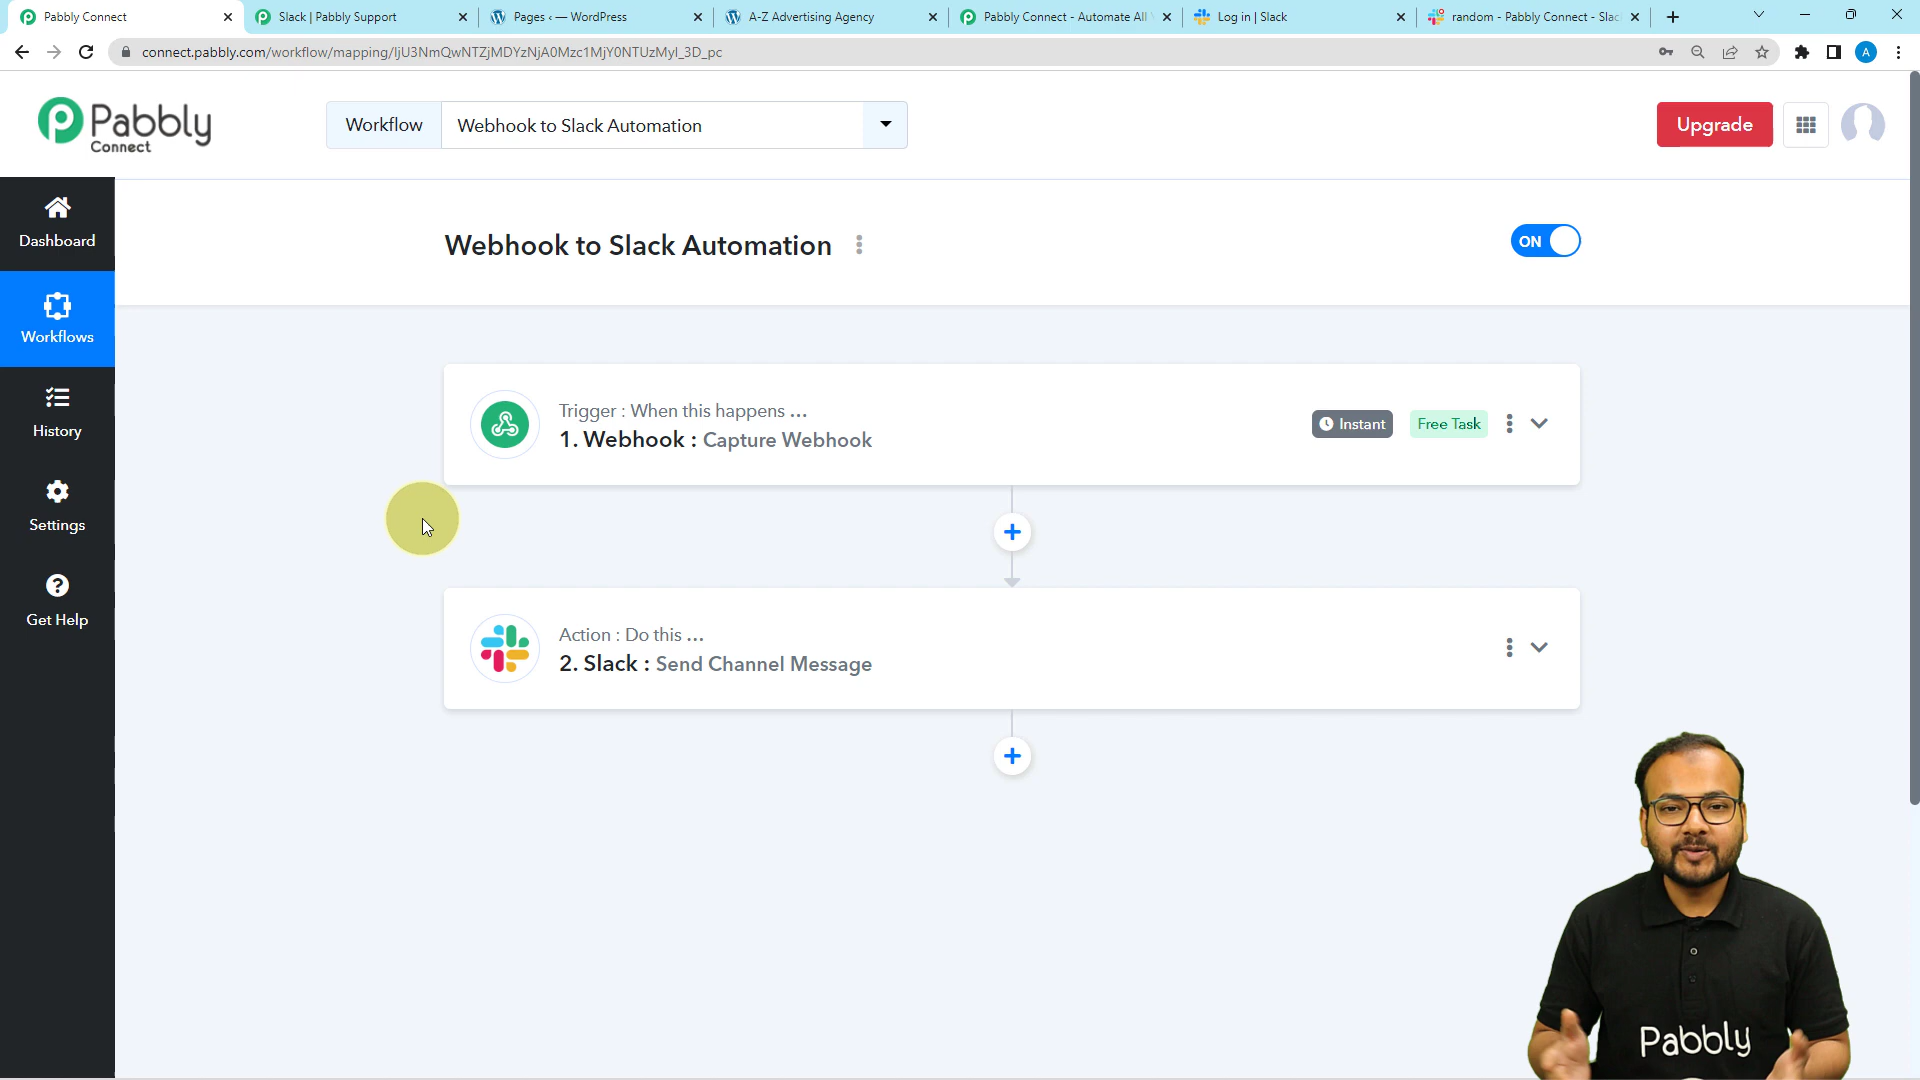 Pabbly Connect
Slack | Pabbly Support
Pages ‹ — WordPress
A-Z Advertising Agency
Pabbly Connect - Automate All
Log in | Slack
random - Pabbly Connect - Slac
connect.pabbly.com/workflow/mapping/IjU3NmQwNTZjMDYzNjA0Mzc1MjY0NTUzMyI_3D_pc
A
Pabbly
Connect
Workflow
Webhook to Slack Automation
Upgrade
Dashboard
Workflows
History
Settings
Get Help
Webhook to Slack Automation
ON
Trigger : When this happens ...
1. Webhook : Capture Webhook
Instant
Free Task
Action : Do this ...
2. Slack : Send Channel Message
Pabbly